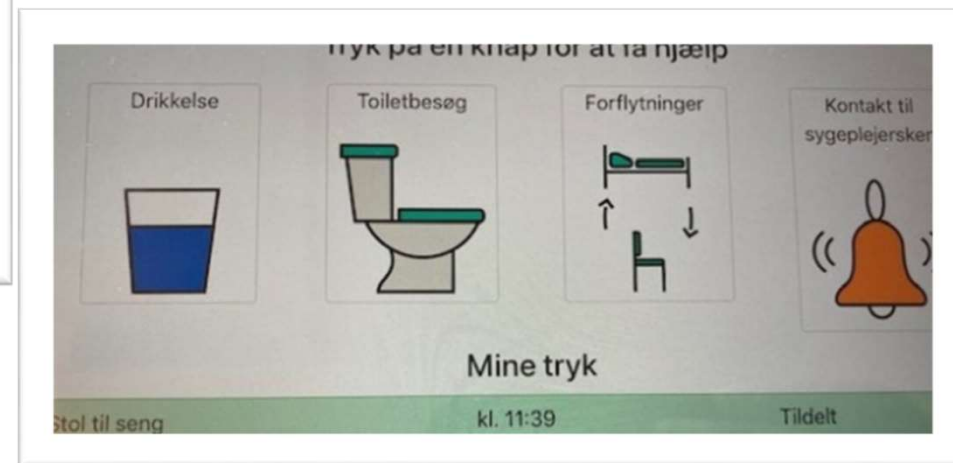 Tryk på en knap for at få hjælp
Drikkelse
Toiletbesøg
Forflytninger
Kontakt til
sygeplejersker
Mine tryk
Stol til seng kl. 11:39 Tildelt